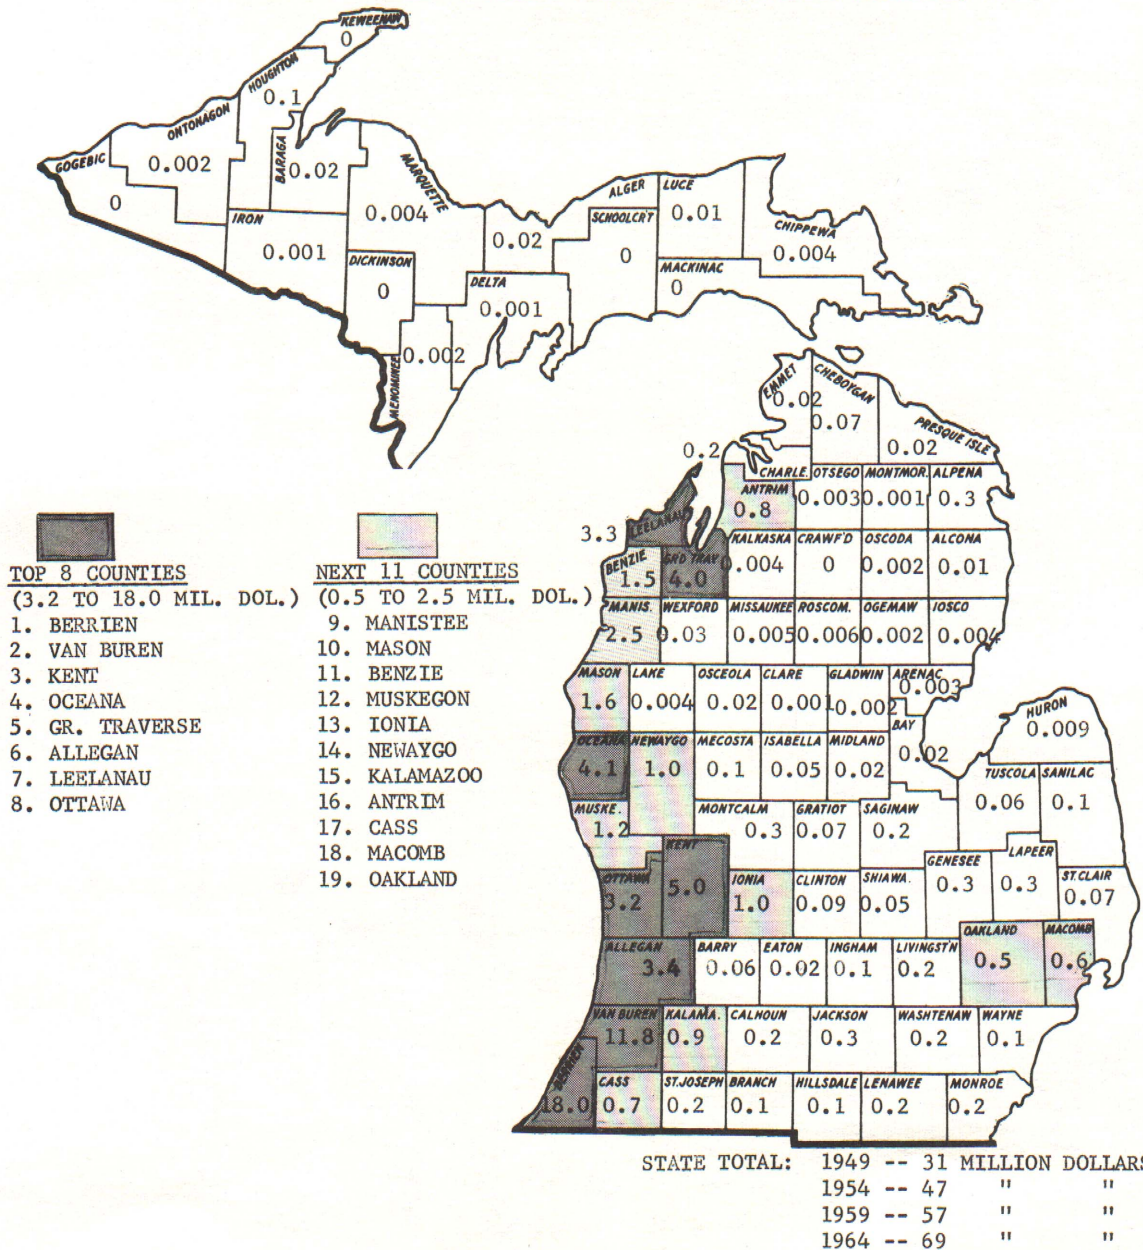 KEWEENAW
0
HOUGHTON
0.1
ONTONAGON
0.002
GOGEBIC
0
BARAGA
0.02
MARQUETTE
0.004
IRON
0.001
DICKINSON
0
MENOMINEE
0.002
DELTA
0.001
ALGER
0.02
SCHOOLCR'T
0
LUCE
0.01
CHIPPEWA
0.004
MACKINAC
0
EMMET
0.02
CHEBOYGAN
0.07
PRESQUE ISLE
0.02
0.2
CHARLE.
OTSEGO
MONTMOR.
ALPENA
ANTRIM
0.8
0.003
0.001
0.3
3.3
LEELANAU
BENZIE
1.5
GRD TRAV
4.0
KALKASKA
0.004
CRAWF'D
0
OSCODA
0.002
ALCONA
0.01
MANIS.
2.5
WEXFORD
0.03
MISSAUKEE
0.005
ROSCOM.
0.006
OGEMAW
0.002
IOSCO
0.004
MASON
1.6
LAKE
0.004
OSCEOLA
0.02
CLARE
0.001
GLADWIN
0.002
ARENAC
0.003
OCEANA
4.1
NEWAYGO
1.0
MECOSTA
0.1
ISABELLA
0.05
MIDLAND
0.02
BAY
0.02
HURON
0.009
TUSCOLA
0.06
SANILAC
0.1
MUSKE.
1.2
MONTCALM
0.3
GRATIOT
0.07
SAGINAW
0.2
KENT
5.0
OTTAWA
3.2
IONIA
1.0
CLINTON
0.09
SHIAWA.
0.05
GENESEE
0.3
LAPEER
0.3
ST.CLAIR
0.07
ALLEGAN
3.4
BARRY
0.06
EATON
0.02
INGHAM
0.1
LIVINGST'N
0.2
OAKLAND
0.5
MACOMB
0.6
VAN BUREN
11.8
KALAMA.
0.9
CALHOUN
0.2
JACKSON
0.3
WASHTENAW
0.2
WAYNE
0.1
BERRIEN
18.0
CASS
0.7
ST.JOSEPH
0.2
BRANCH
0.1
HILLSDALE
0.1
LENAWEE
0.2
MONROE
0.2
TOP 8 COUNTIES
(3.2 TO 18.0 MIL. DOL.)
1. BERRIEN
2. VAN BUREN
3. KENT
4. OCEANA
5. GR. TRAVERSE
6. ALLEGAN
7. LEELANAU
8. OTTAWA
NEXT 11 COUNTIES
(0.5 TO 2.5 MIL. DOL.)
9. MANISTEE
10. MASON
11. BENZIE
12. MUSKEGON
13. IONIA
14. NEWAYGO
15. KALAMAZOO
16. ANTRIM
17. CASS
18. MACOMB
19. OAKLAND
STATE TOTAL: 1949 -- 31 MILLION DOLLARS
1954 -- 47 " "
1959 -- 57 " "
1964 -- 69 " "